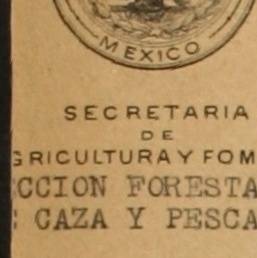 MEXICO
SECRETARIA
DE
GRICULTURA Y FOM
CCION FORESTA
CAZA Y PESCA